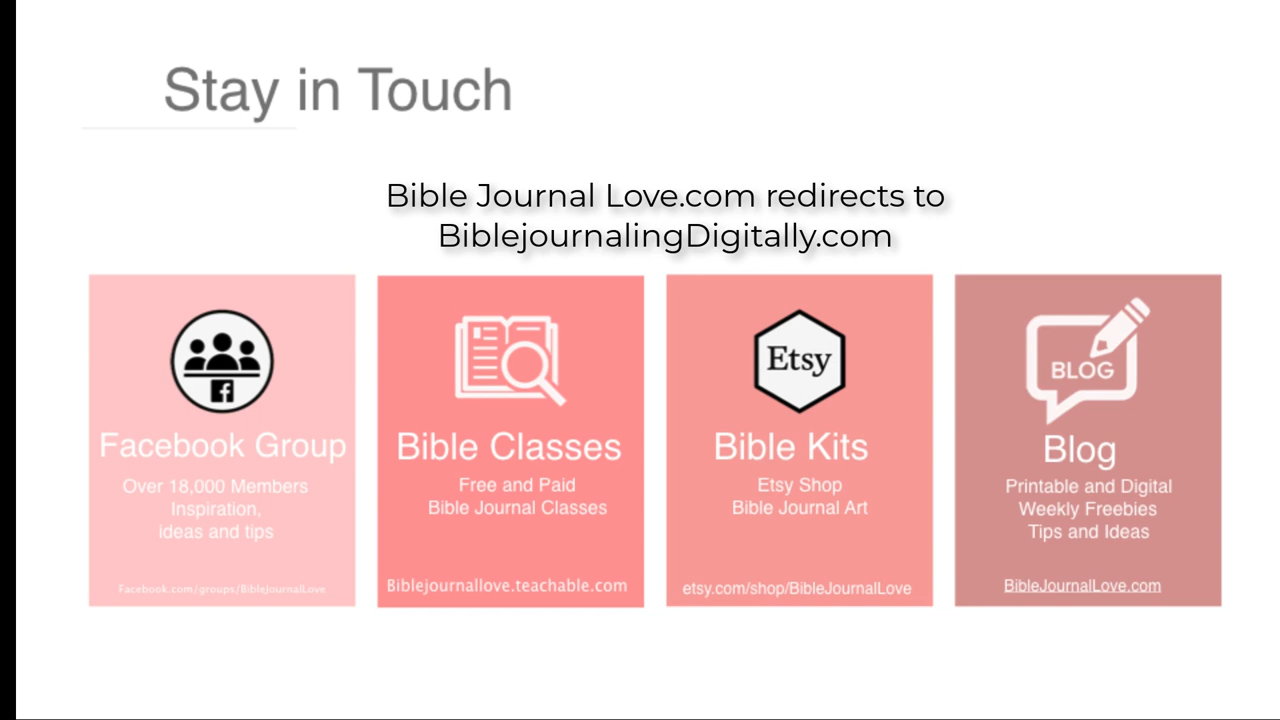 Stay in Touch
Bible Journal Love.com redirects to
BiblejournalingDigitally.com
Facebook Group
Over 18,000 Members
Inspiration,
ideas and tips
Facebook.com/groups/BibleJournalLove
Bible Classes
Free and Paid
Bible Journal Classes
Biblejournallove.teachable.com
Etsy
Bible Kits
Etsy Shop
Bible Journal Art
etsy.com/shop/BibleJournalLove
BLOG
Blog
Printable and Digital
Weekly Freebies
Tips and Ideas
BibleJournalLove.com